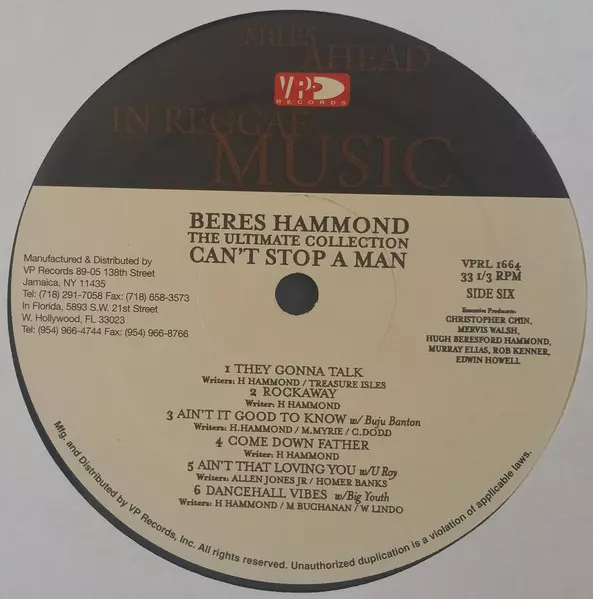 MILES
AHEAD
VP
RECORDS
IN REGGAE
MUSIC
BERES HAMMOND
THE ULTIMATE COLLECTION
CAN'T STOP A MAN
Manufactured & Distributed by
VP Records 89-05 138th Street
Jamaica, NY 11435
Tel: (718) 291-7058 Fax: (718) 658-3573
In Florida, 5893 S.W. 21st Street
W. Hollywood, FL 33023
Tel: (954) 966-4744 Fax: (954) 966-8766
VPRL 1664
33 1/3 RPM
SIDE SIX
Executive Producers:
CHRISTOPHER CHIN,
MERVIS WALSH,
HUGH BERESFORD HAMMOND,
MURRAY ELIAS, ROB KENNER,
EDWIN HOWELL
1 THEY GONNA TALK
Writers: H HAMMOND / TREASURE ISLES
2 ROCKAWAY
Writer: H HAMMOND
3 AIN'T IT GOOD TO KNOW w/ Buju Banton
Writers: H.HAMMOND / M.MYRIE / C.DODD
4 COME DOWN FATHER
Writer: H HAMMOND
5 AIN'T THAT LOVING YOU w/U Roy
Writers: ALLEN JONES JR / HOMER BANKS
6 DANCEHALL VIBES w/Big Youth
Writers: H HAMMOND / M BUCHANAN / W LINDO
Mfg. and Distributed by VP Records, Inc. All rights reserved. Unauthorized duplication is a violation of applicable laws.